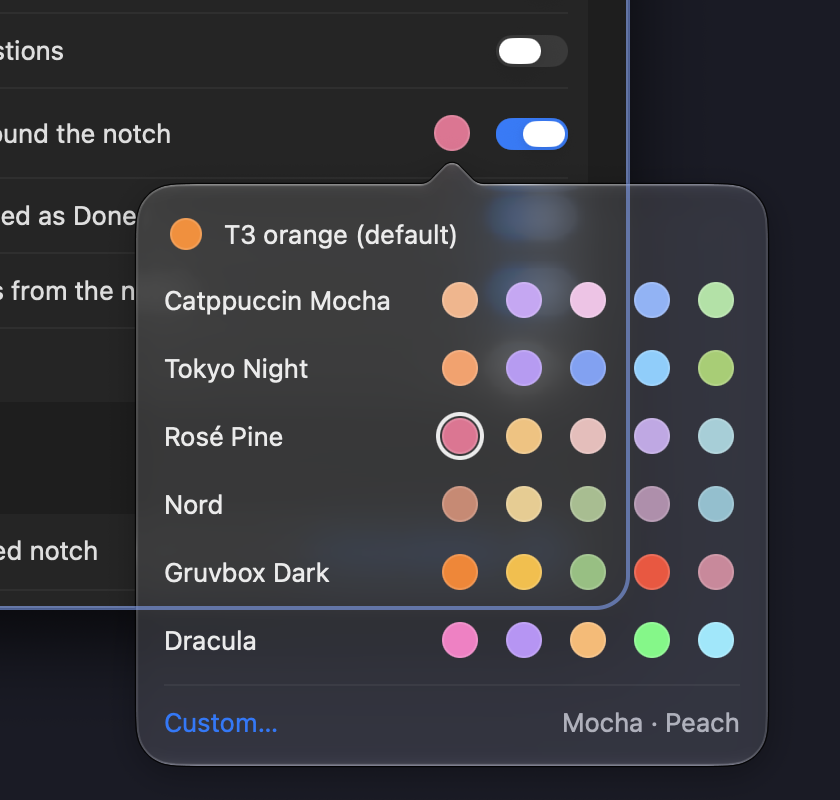 stions
ound the notch
ed as Done
s from the n
ed notch
T3 orange (default)
Catppuccin Mocha
Tokyo Night
Rosé Pine
Nord
Gruvbox Dark
Dracula
Custom...
Mocha · Peach